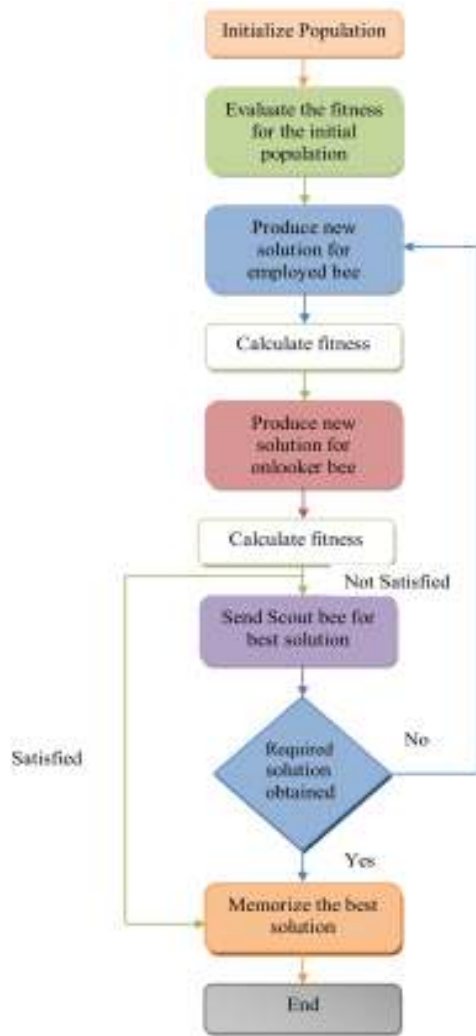 Initialize Population
Evaluate the fitness
for the initial
population
Produce new
solution for
employed bee
Calculate fitness
Produce new
solution for
onlooker bee
Calculate fitness
Not Satisfied
Send Scout bee for
best solution
Satisfied
Required
solution
obtained
No
Yes
Memorize the best
solution
End